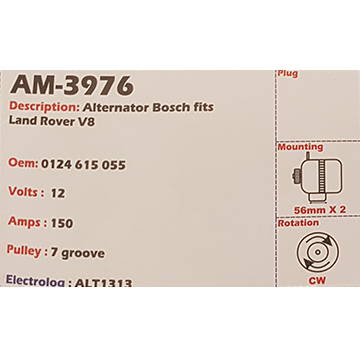 AM-3976
Description: Alternator Bosch fits
Land Rover V8
Oem: 0124 615 055
Volts : 12
Amps : 150
Pulley : 7 groove
Electrolog : ALT1313
Plug
Mounting
56mm X 2
Rotation
CW